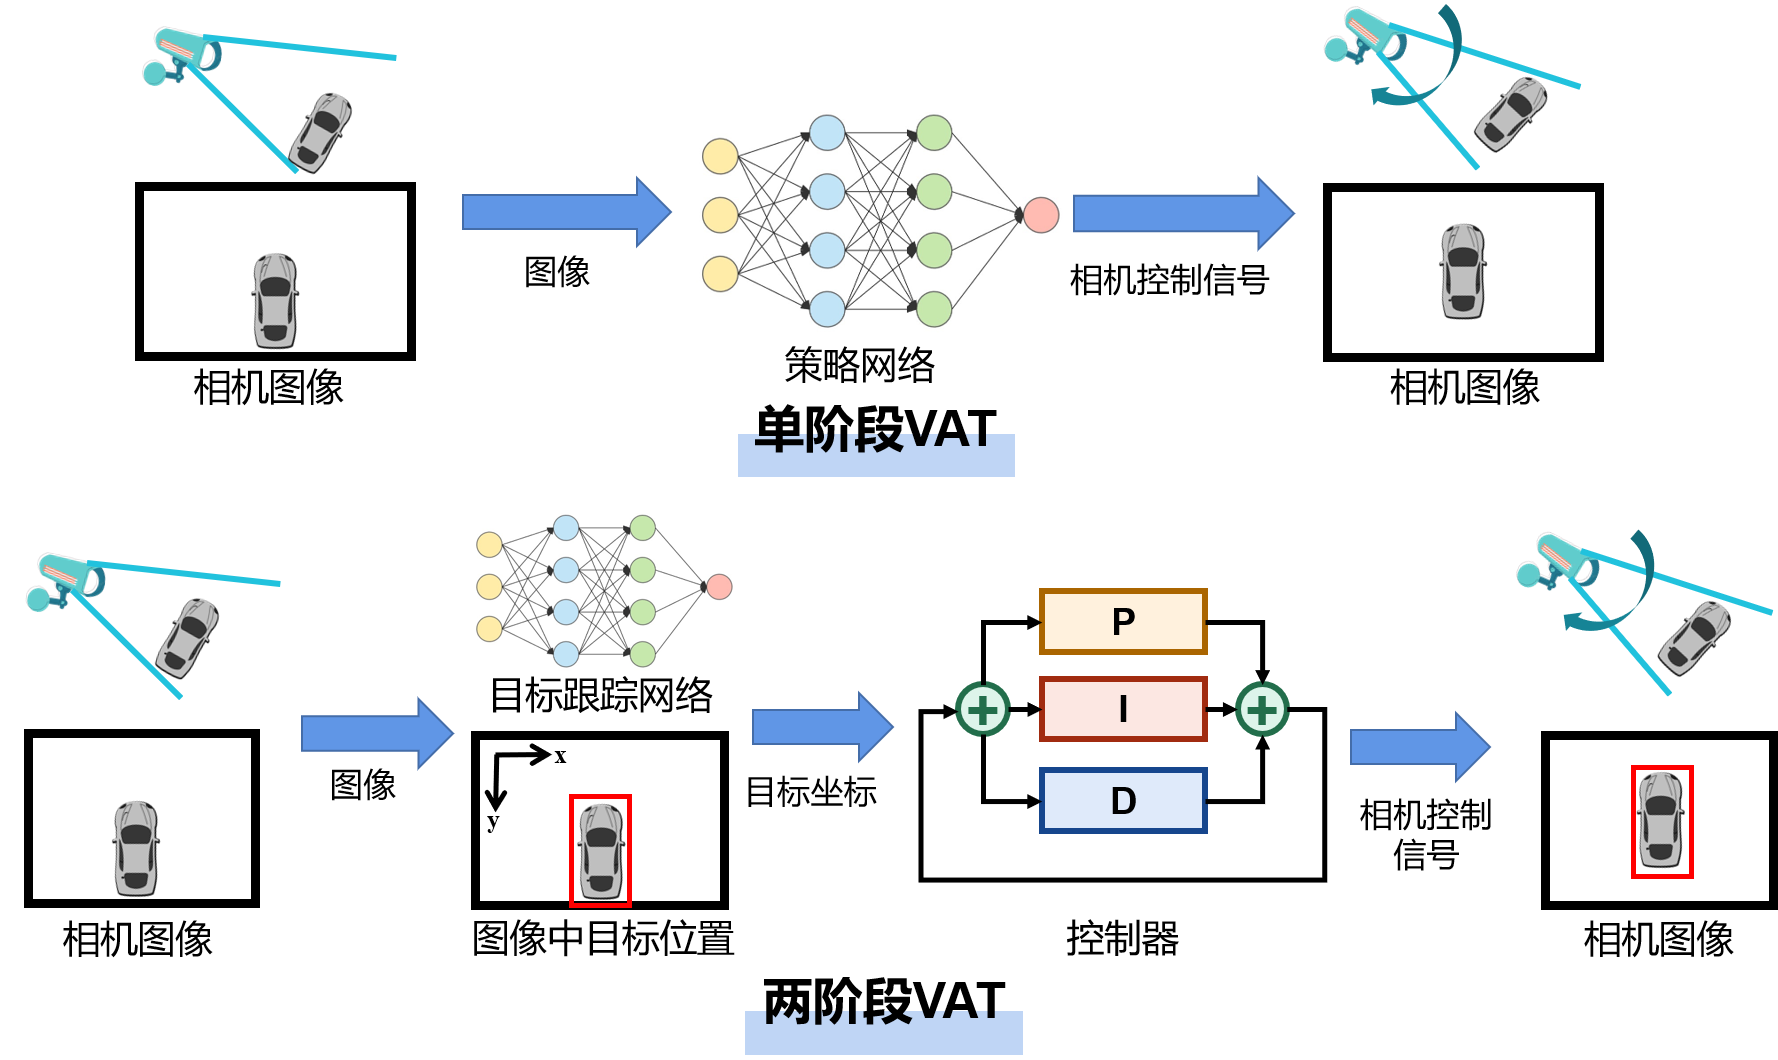 图像
相机控制信号
策略网络
相机图像
相机图像
单阶段VAT
目标跟踪网络
P
I
D
x
y
图像
目标坐标
相机控制
信号
相机图像
图像中目标位置
控制器
相机图像
两阶段VAT